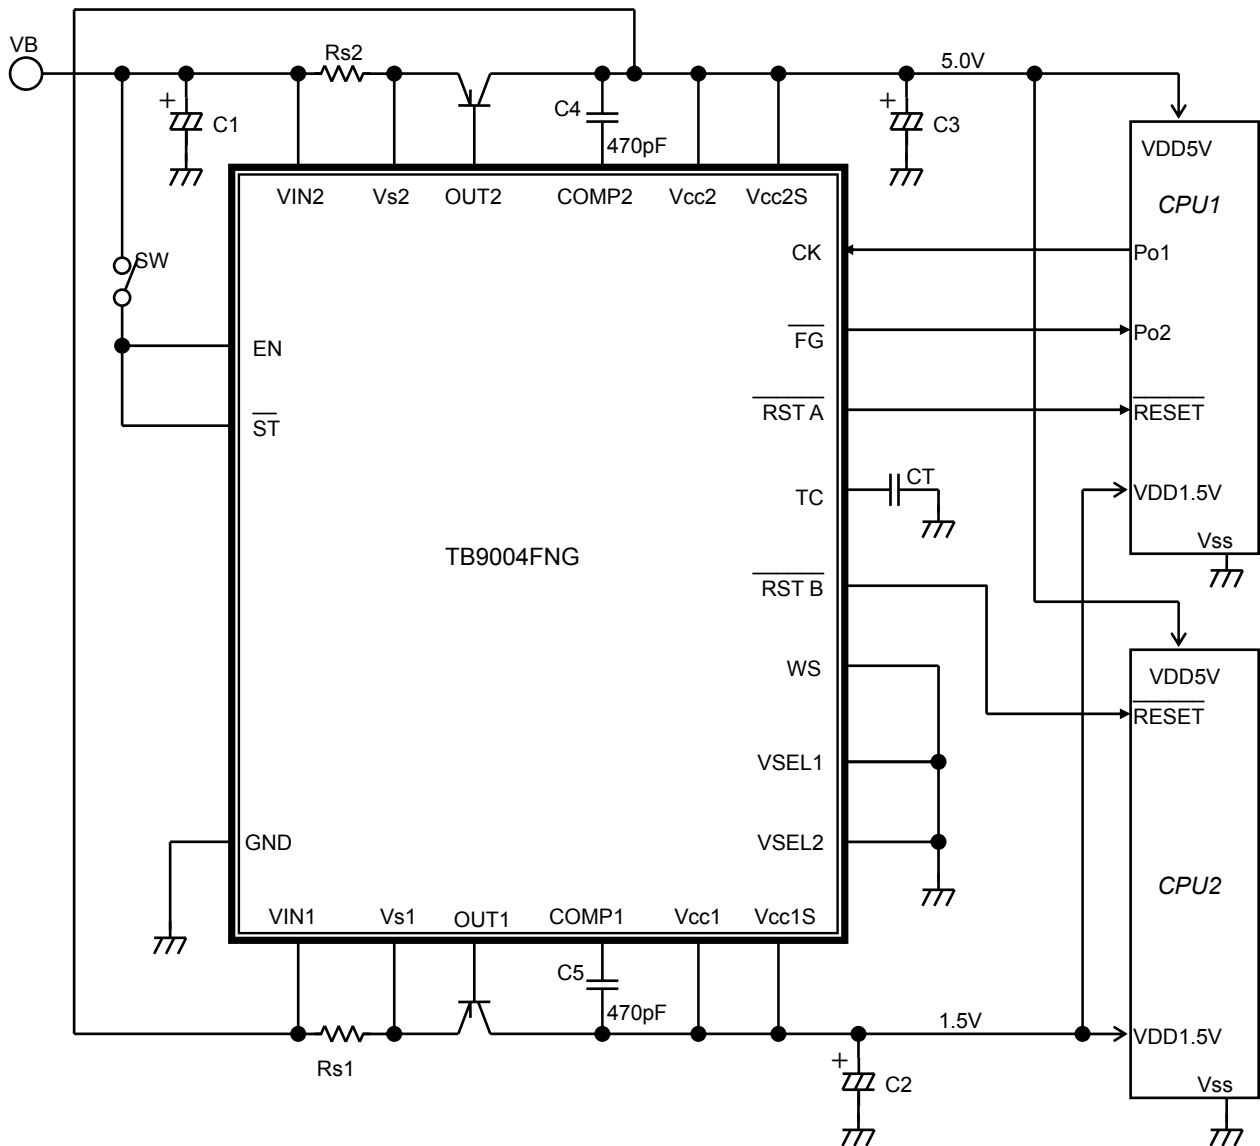 VB
Rs2
5.0V
+
C1
C4
470pF
+
C3
VDD5V
CPU1
VIN2
Vs2
OUT2
COMP2
Vcc2
Vcc2S
SW
CK
Po1
EN
FG
Po2
ST
RST A
RESET
TC
CT
VDD1.5V
TB9004FNG
Vss
RST B
WS
VDD5V
RESET
VSEL1
GND
VSEL2
CPU2
VIN1
Vs1
OUT1
COMP1
Vcc1
Vcc1S
C5
470pF
1.5V
VDD1.5V
Rs1
+
C2
Vss